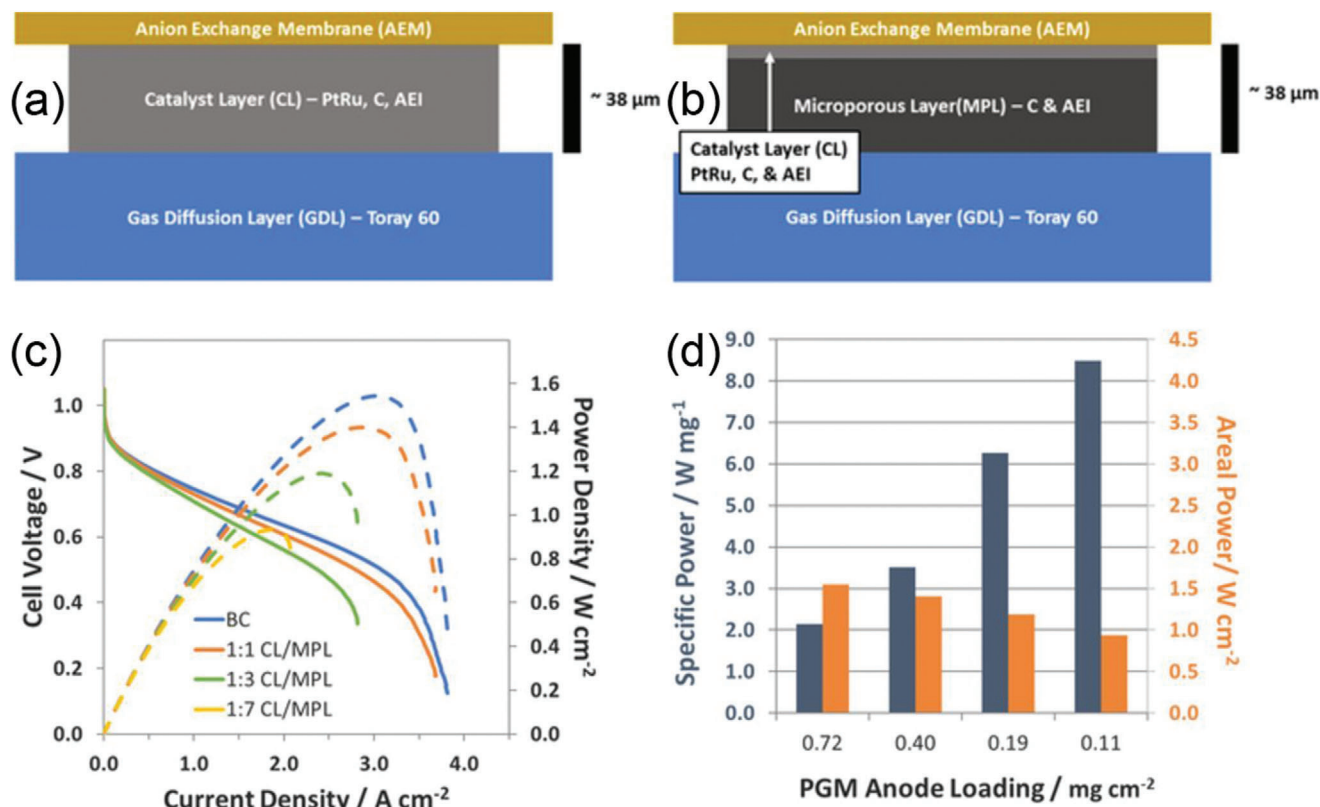 Anion Exchange Membrane (AEM)
(a)
Catalyst Layer (CL) – PtRu, C, AEI
~ 38 μm
Gas Diffusion Layer (GDL) – Toray 60
Anion Exchange Membrane (AEM)
(b)
Microporous Layer(MPL) – C & AEI
~ 38 μm
Catalyst Layer (CL)
PtRu, C, & AEI
Gas Diffusion Layer (GDL) – Toray 60
(c)
Cell Voltage / V
1.0
0.8
0.6
0.4
0.2
0.0
BC
1:1 CL/MPL
1:3 CL/MPL
1:7 CL/MPL
1.6
1.4
1.2
1.0
0.8
0.6
0.4
0.2
0.0
Power Density / W cm-2
0.0 1.0 2.0 3.0 4.0
Current Density / A cm-2
(d)
Specific Power / W mg-1
9.0
8.0
7.0
6.0
5.0
4.0
3.0
2.0
1.0
0.0
4.5
4.0
3.5
3.0
2.5
2.0
1.5
1.0
0.5
0.0
Areal Power/ W cm-2
0.72 0.40 0.19 0.11
PGM Anode Loading / mg cm-2